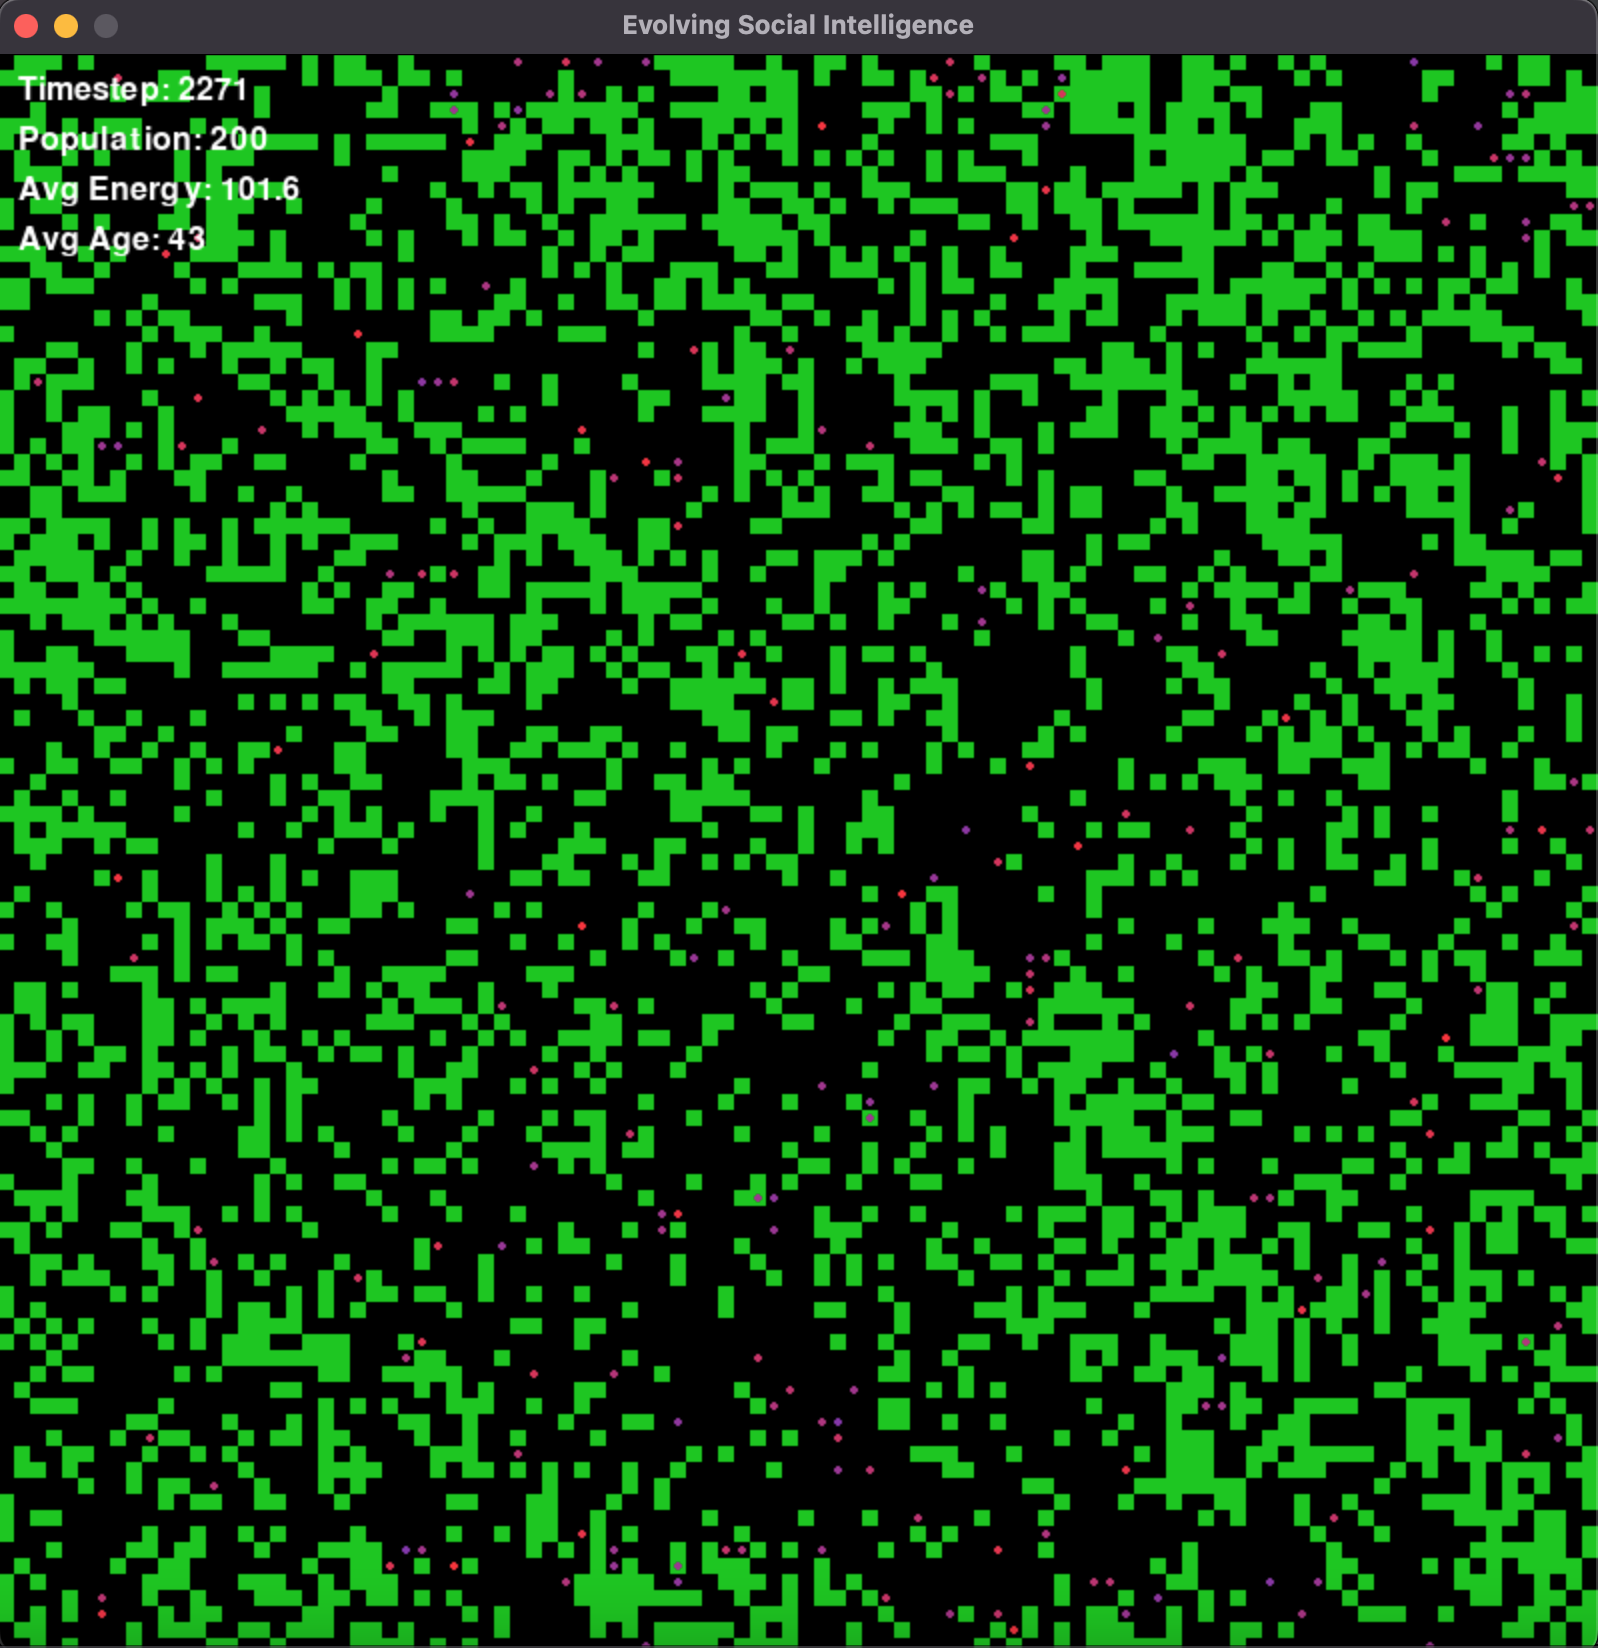 Evolving Social Intelligence
Timestep: 2271
Population: 200
Avg Energy: 101.6
Avg Age: 43